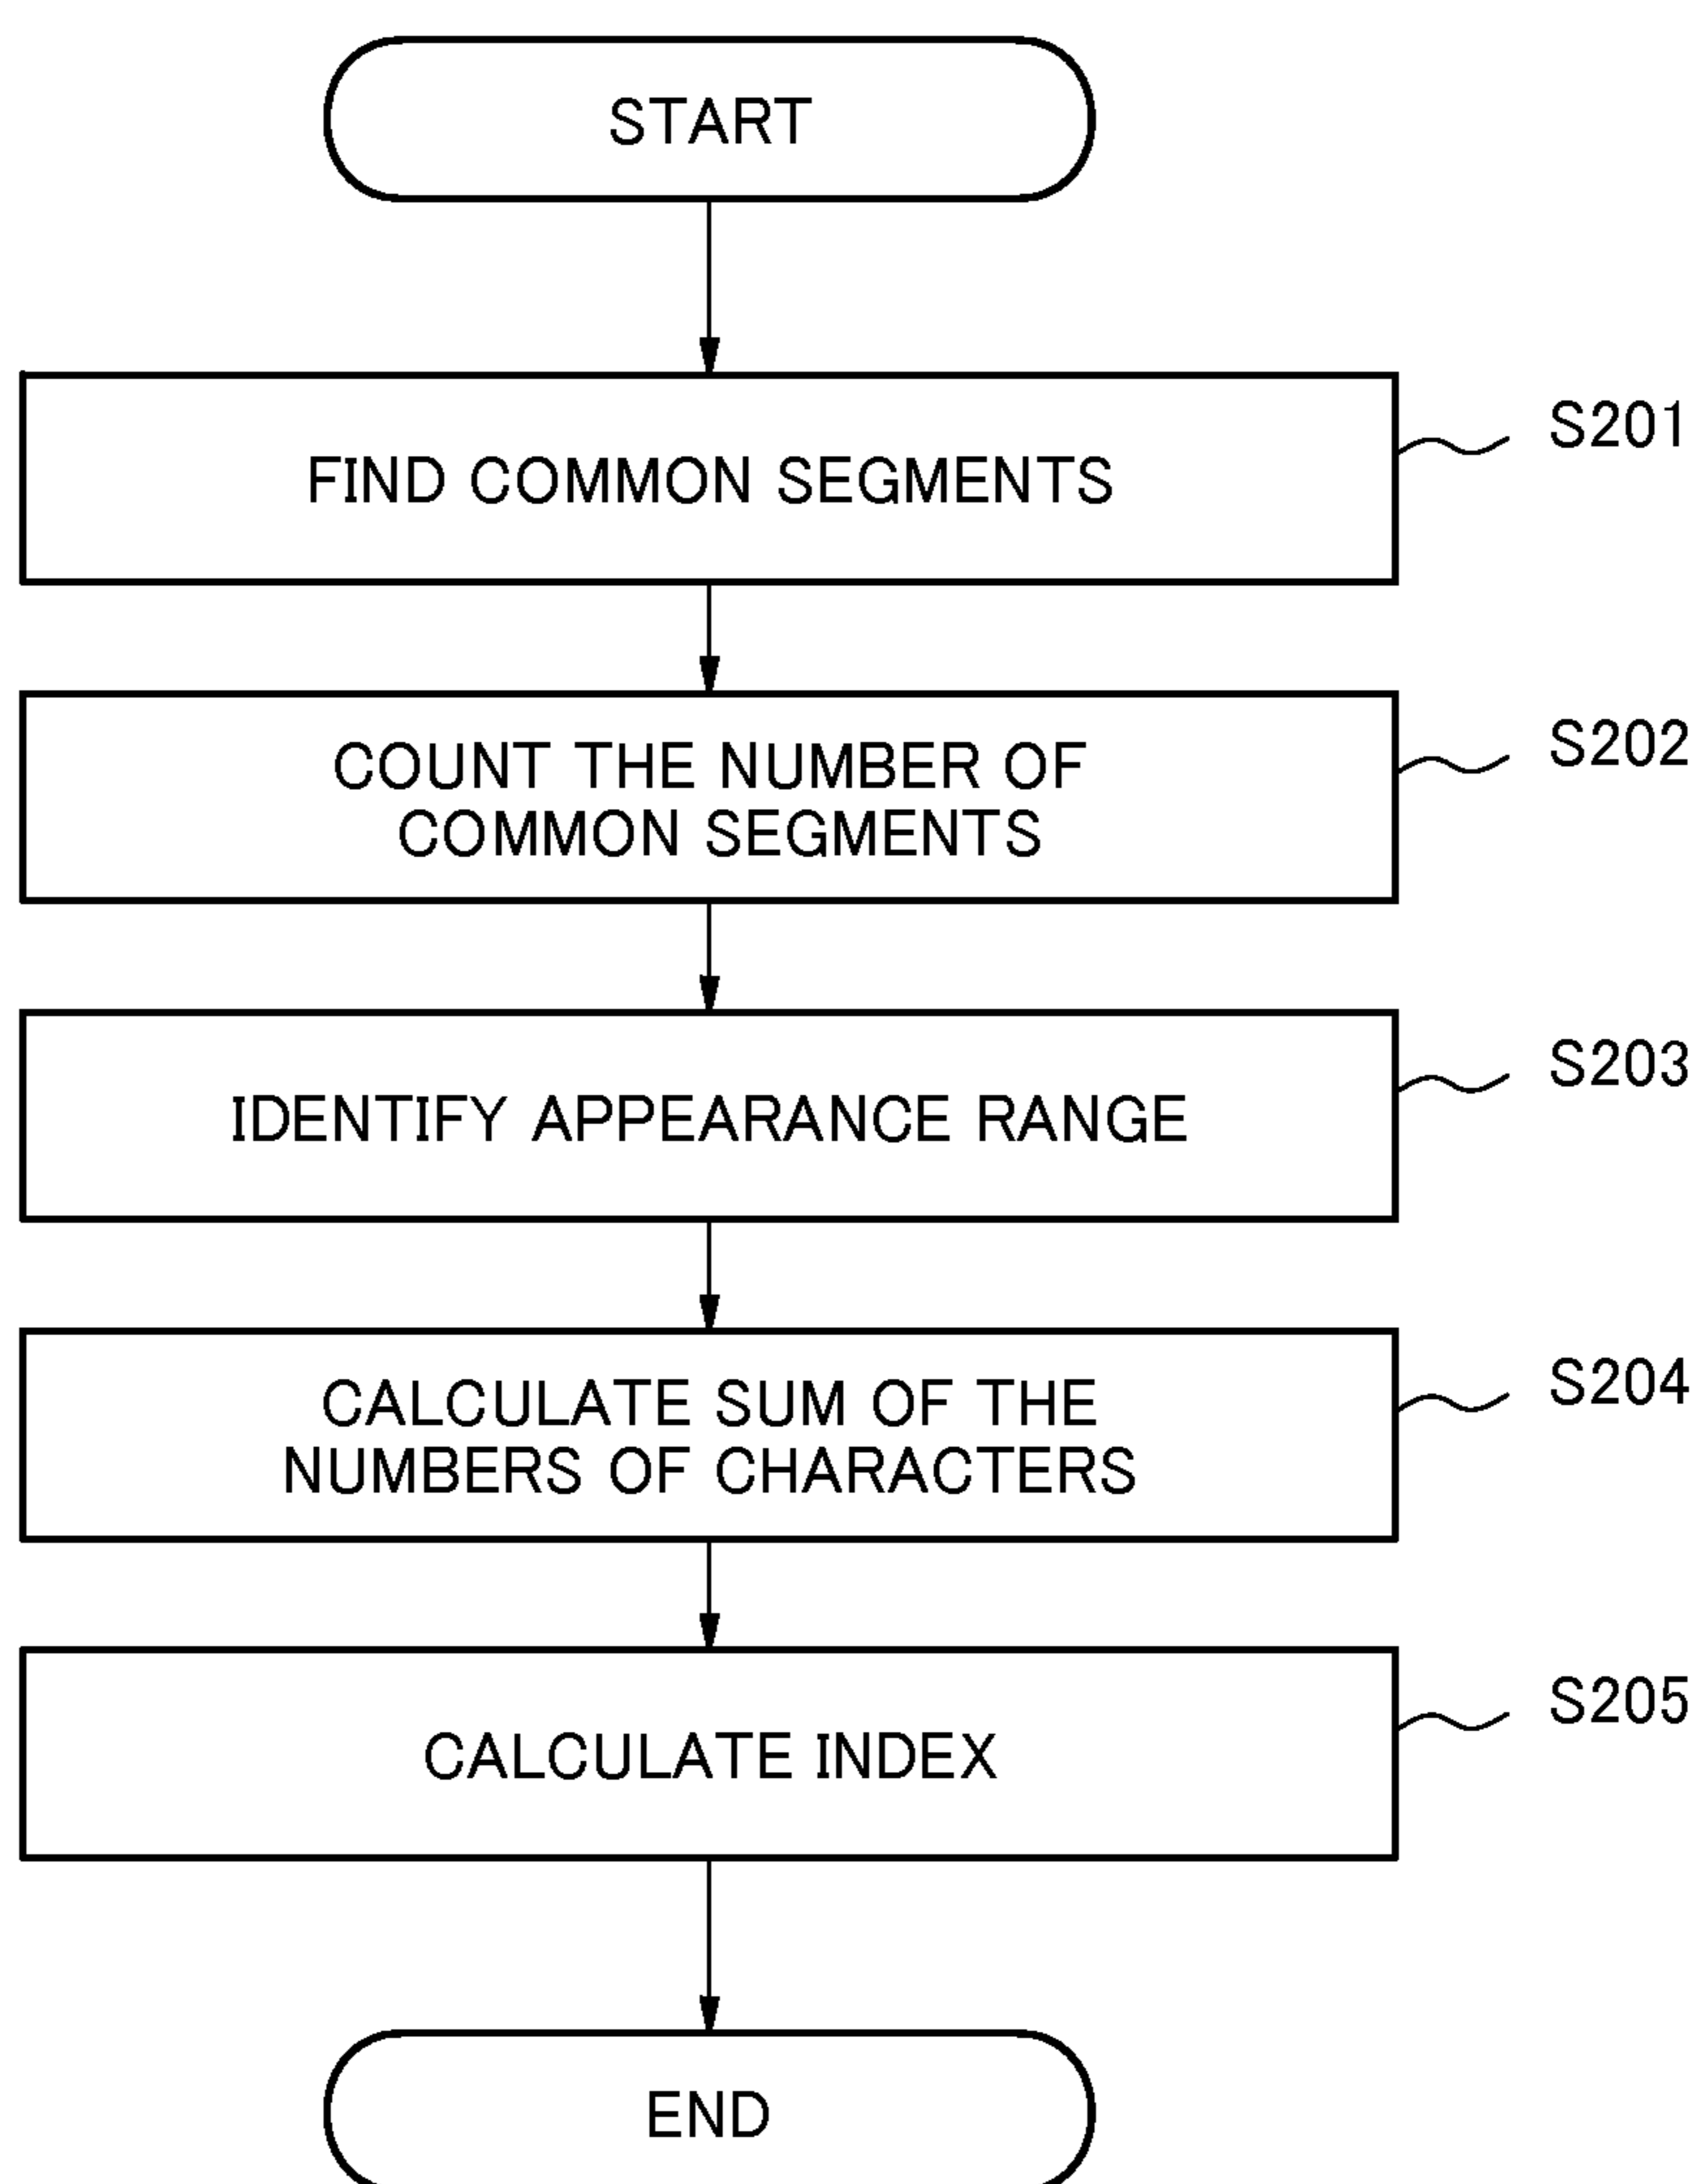 START
FIND COMMON SEGMENTS
S201
COUNT THE NUMBER OF
COMMON SEGMENTS
S202
IDENTIFY APPEARANCE RANGE
S203
CALCULATE SUM OF THE
NUMBERS OF CHARACTERS
S204
CALCULATE INDEX
S205
END